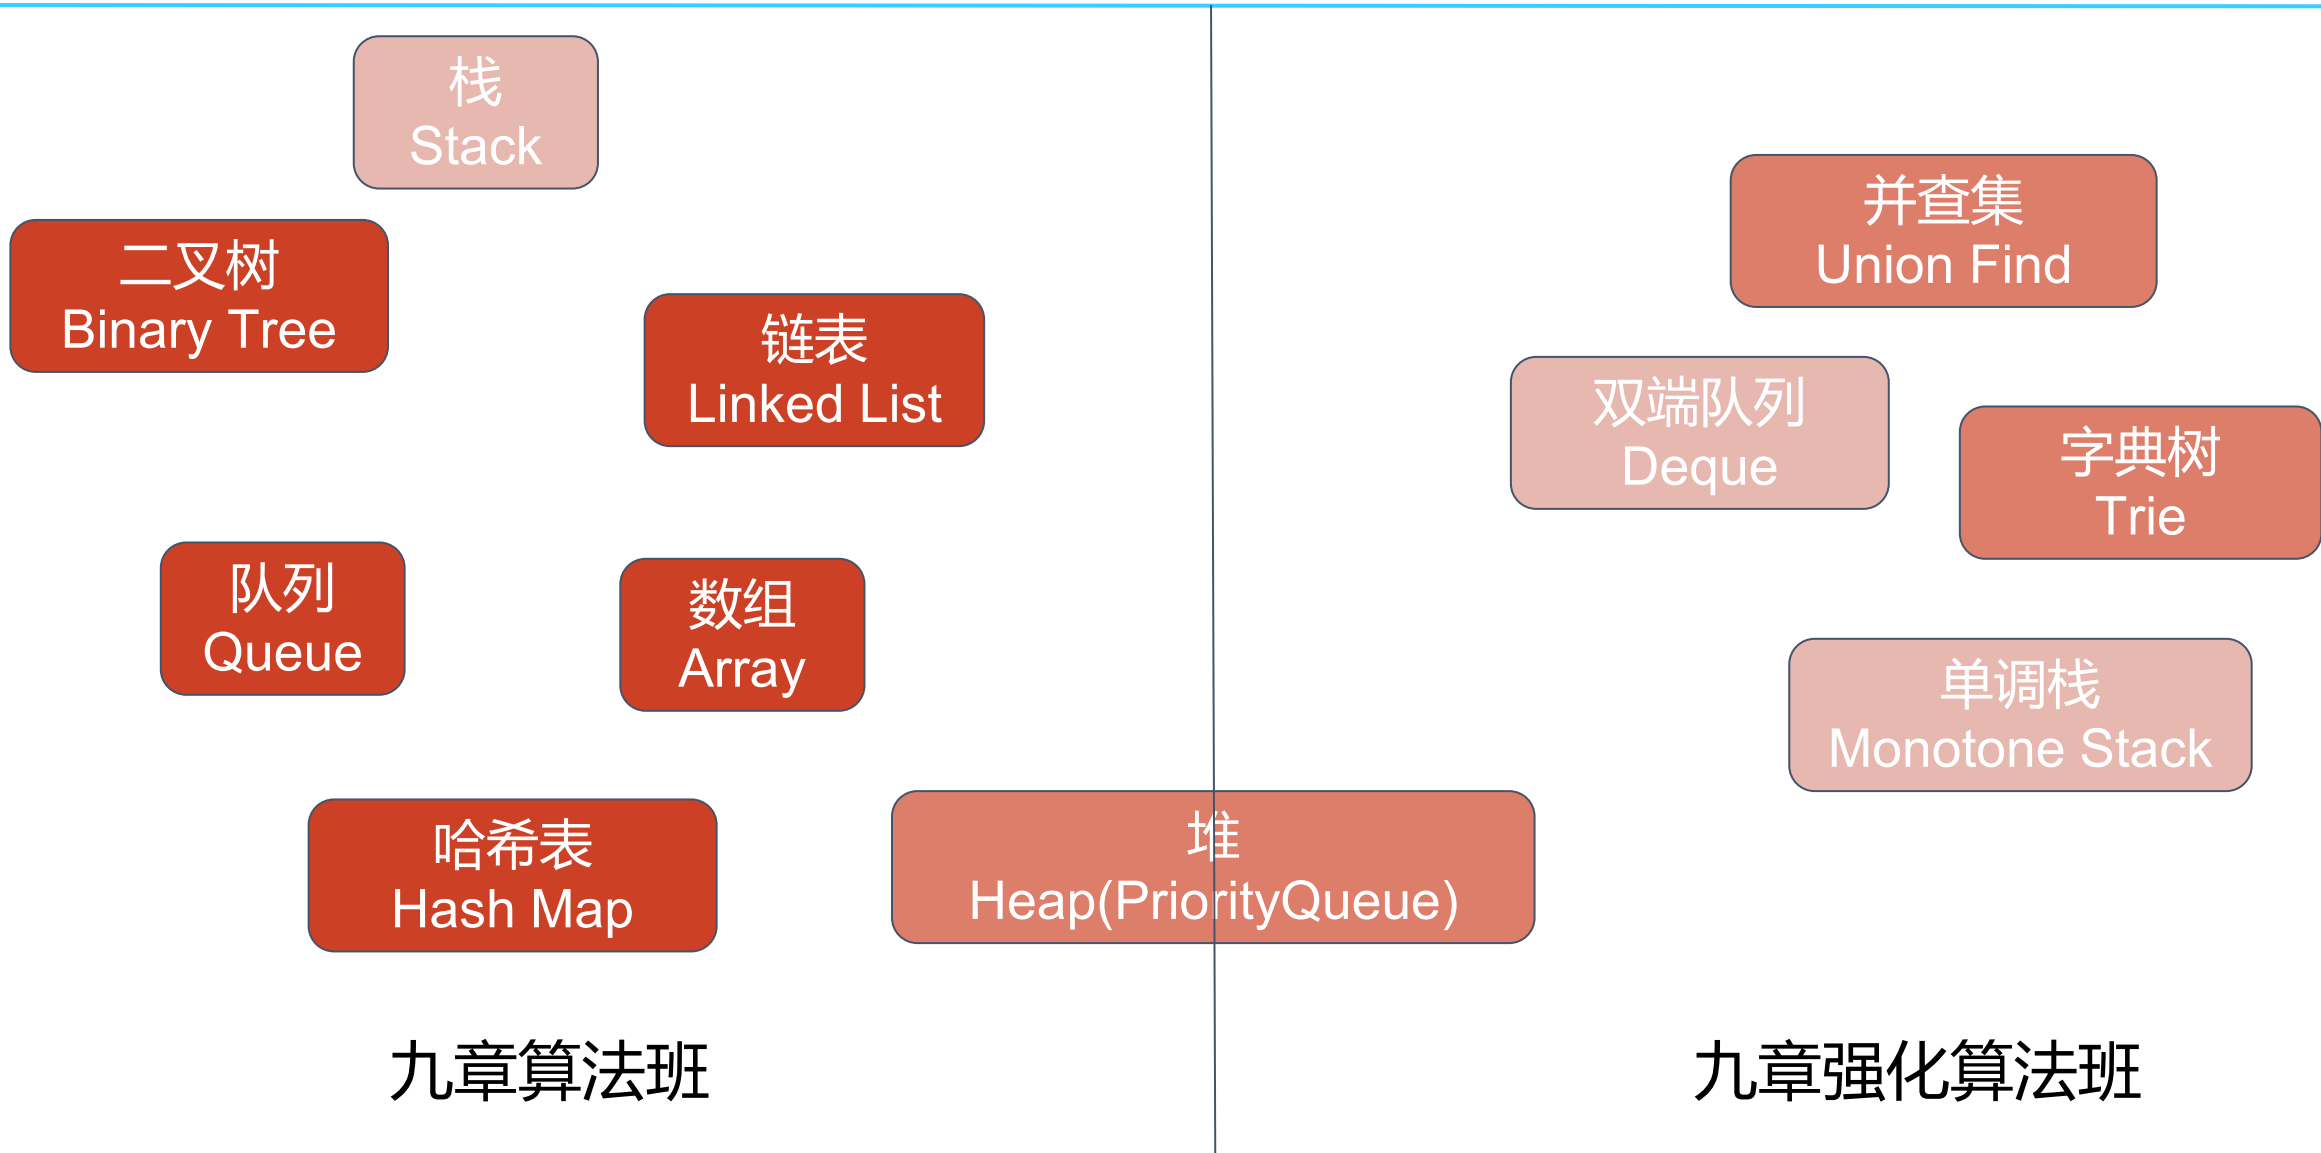 栈
Stack
二叉树
Binary Tree
链表
Linked List
队列
Queue
数组
Array
哈希表
Hash Map
堆
Heap(PriorityQueue)
并查集
Union Find
双端队列
Deque
字典树
Trie
单调栈
Monotone Stack
九章算法班
九章强化算法班